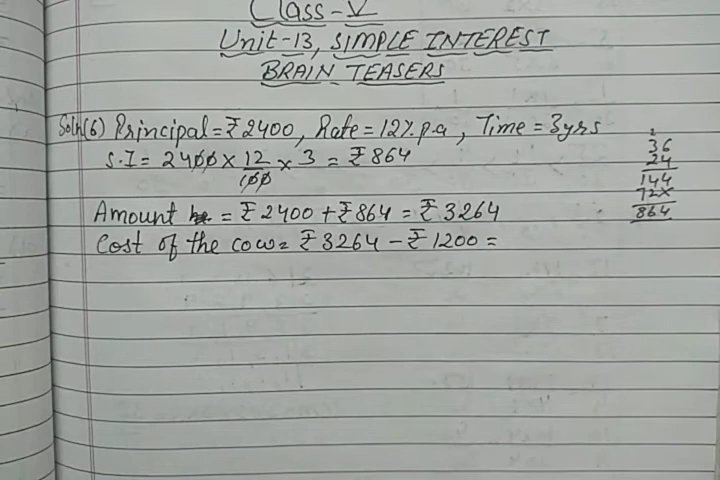 Class-V
Unit-13, SIMPLE INTEREST
BRAIN TEASERS
Soln(6) Principal = ₹2400, Rate = 12% p.a, Time = 3yrs
S.I = 2400 × 12/100 × 3 = ₹864
Amount = ₹2400 + ₹864 = ₹3264
Cost of the cow = ₹3264 - ₹1200 =
2
36
24
144
72×
864